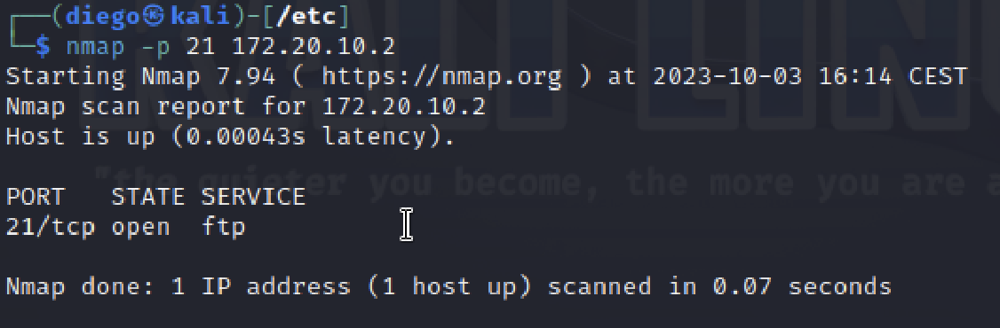 ┌──(diego㉿kali)-[/etc]
└─$ nmap -p 21 172.20.10.2
Starting Nmap 7.94 ( https://nmap.org ) at 2023-10-03 16:14 CEST
Nmap scan report for 172.20.10.2
Host is up (0.00043s latency).
"the quieter you become, the more you are a
PORT   STATE SERVICE
21/tcp open  ftp
Nmap done: 1 IP address (1 host up) scanned in 0.07 seconds